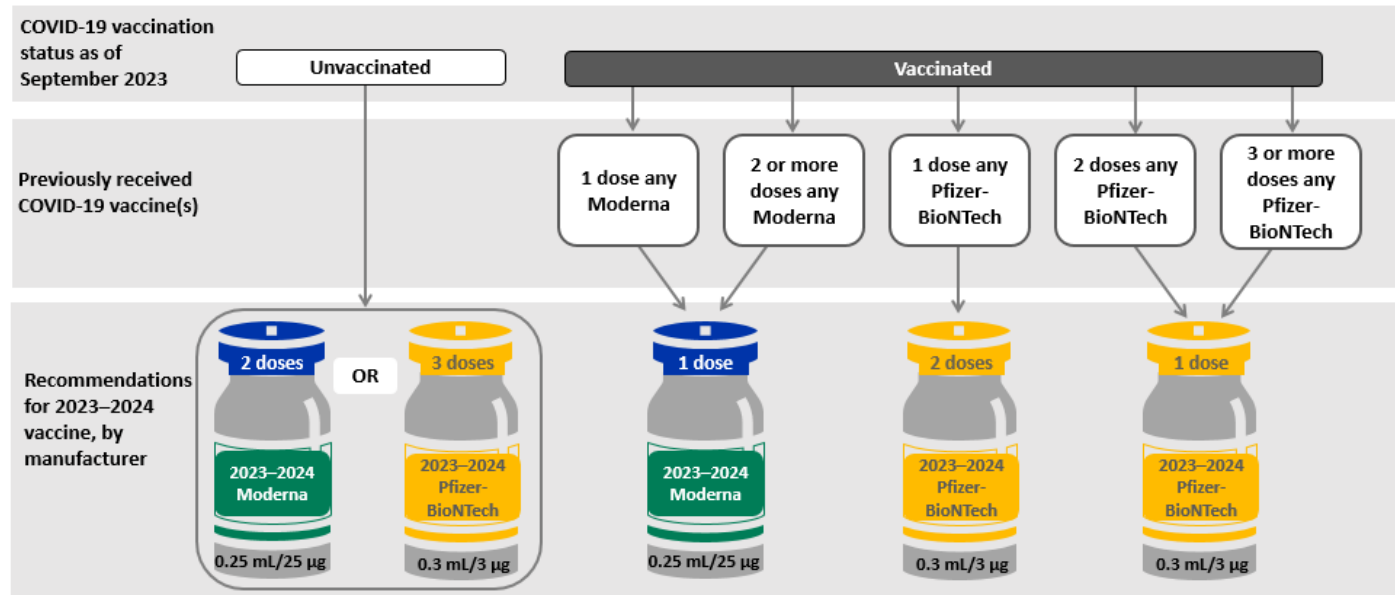 COVID-19 vaccination
status as of
September 2023
Unvaccinated
Vaccinated
Previously received
COVID-19 vaccine(s)
1 dose any
Moderna
2 or more
doses any
Moderna
1 dose any
Pfizer-
BioNTech
2 doses any
Pfizer-
BioNTech
3 or more
doses any
Pfizer-
BioNTech
Recommendations
for 2023–2024
vaccine, by
manufacturer
2 doses
2023–2024
Moderna
0.25 mL/25 µg
OR
3 doses
2023–2024
Pfizer-
BioNTech
0.3 mL/3 µg
1 dose
2023–2024
Moderna
0.25 mL/25 µg
2 doses
2023–2024
Pfizer-
BioNTech
0.3 mL/3 µg
1 dose
2023–2024
Pfizer-
BioNTech
0.3 mL/3 µg